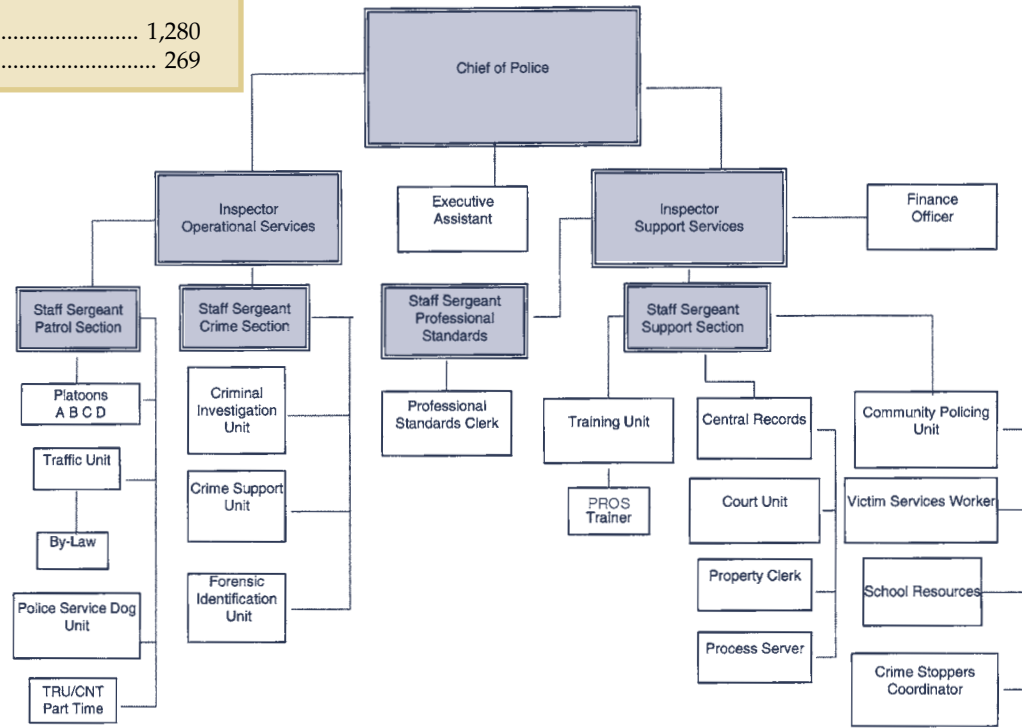 ........................ 1,280
............................ 269
Chief of Police
Inspector
Operational Services
Executive
Assistant
Inspector
Support Services
Finance
Officer
Staff Sergeant
Patrol Section
Staff Sergeant
Crime Section
Staff Sergeant
Professional
Standards
Staff Sergeant
Support Section
Platoons
A B C D
Criminal
Investigation
Unit
Professional
Standards Clerk
Training Unit
Central Records
Community Policing
Unit
Traffic Unit
Crime Support
Unit
PROS
Trainer
Court Unit
Victim Services Worker
By-Law
Forensic
Identification
Unit
Property Clerk
School Resources
Police Service Dog
Unit
Process Server
TRU/CNT
Part Time
Crime Stoppers
Coordinator